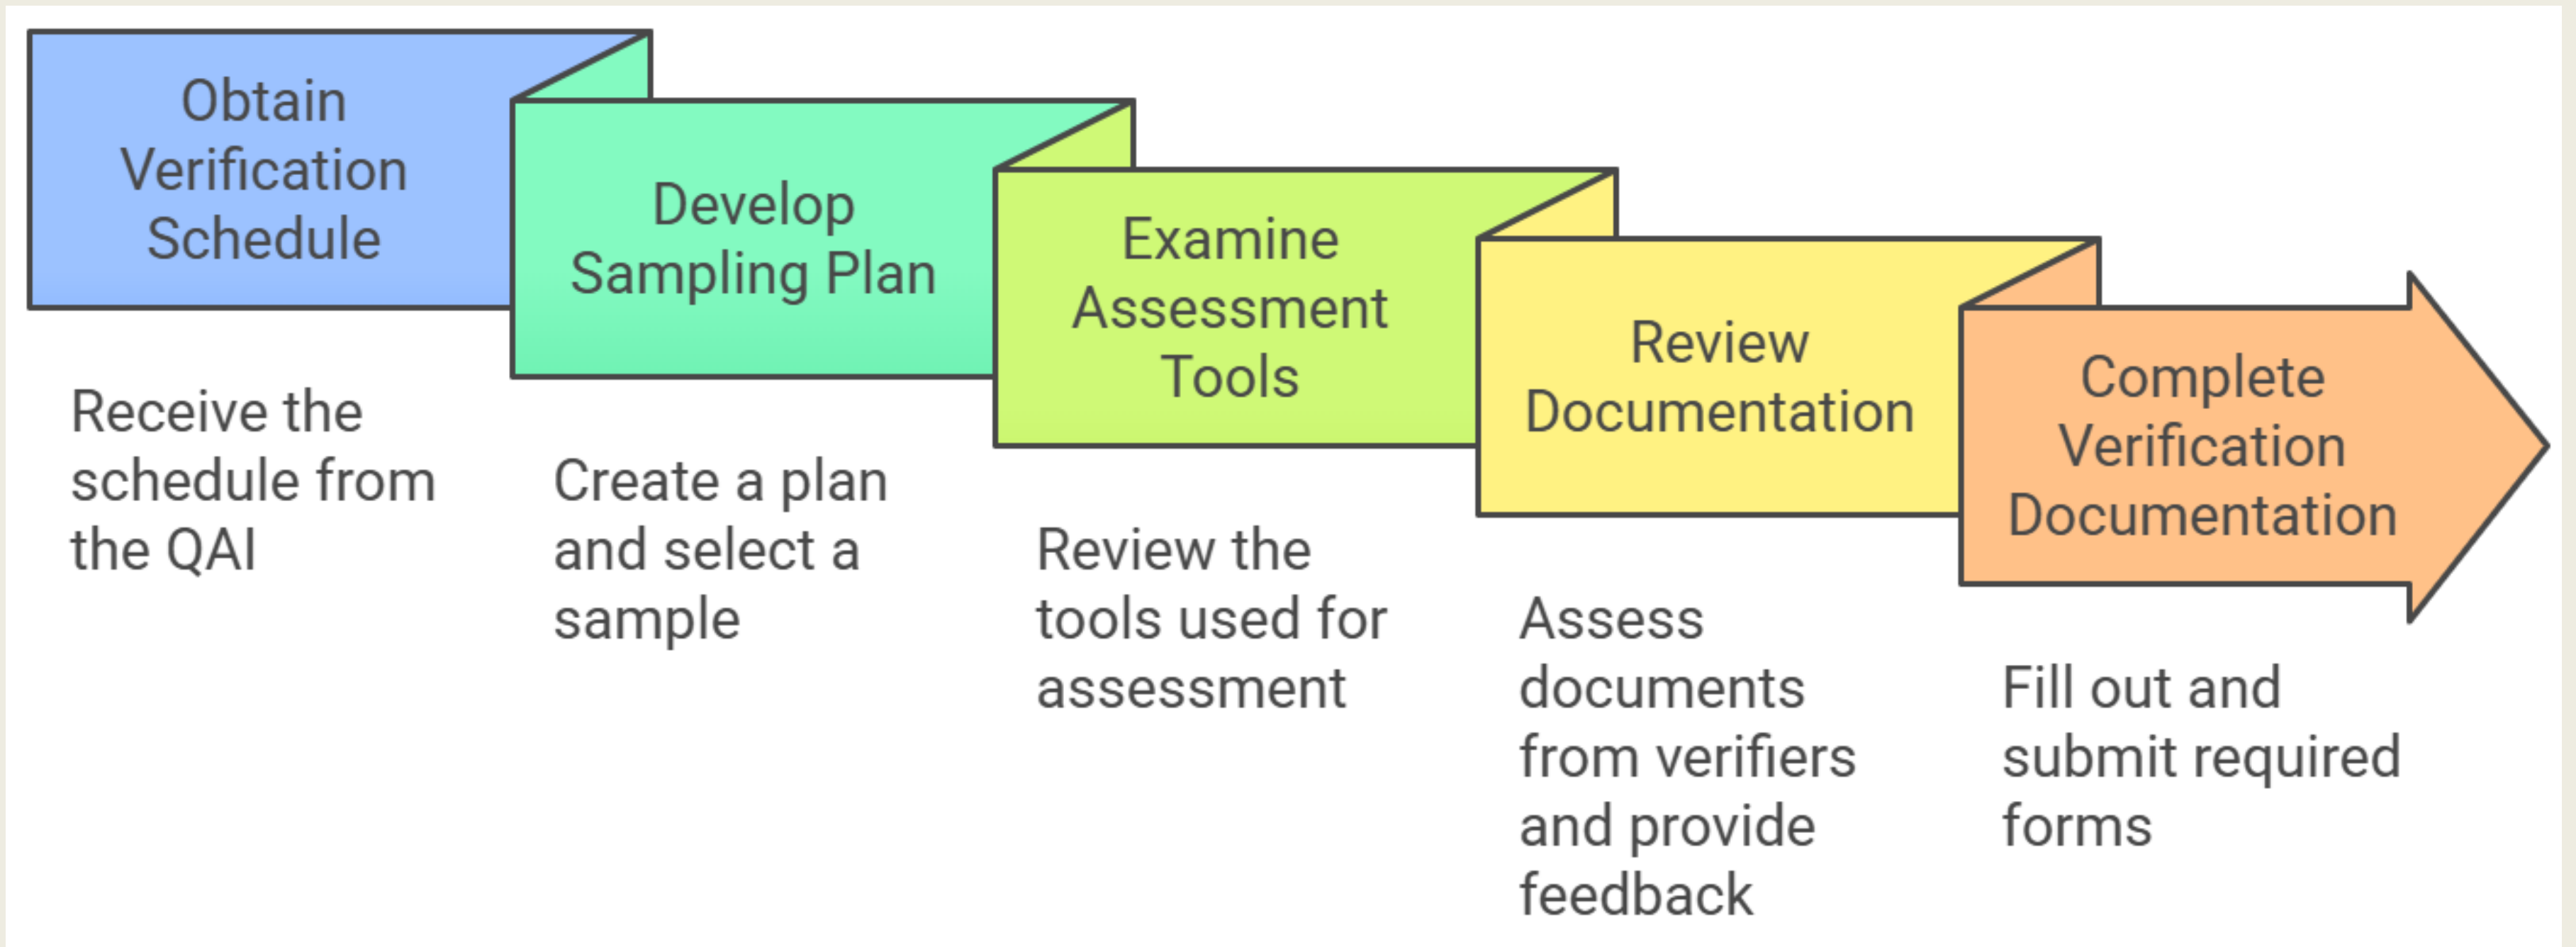 Obtain
Verification
Schedule
Receive the
schedule from
the QAI
Develop
Sampling Plan
Create a plan
and select a
sample
Examine
Assessment
Tools
Review the
tools used for
assessment
Review
Documentation
Assess
documents
from verifiers
and provide
feedback
Complete
Verification
Documentation
Fill out and
submit required
forms